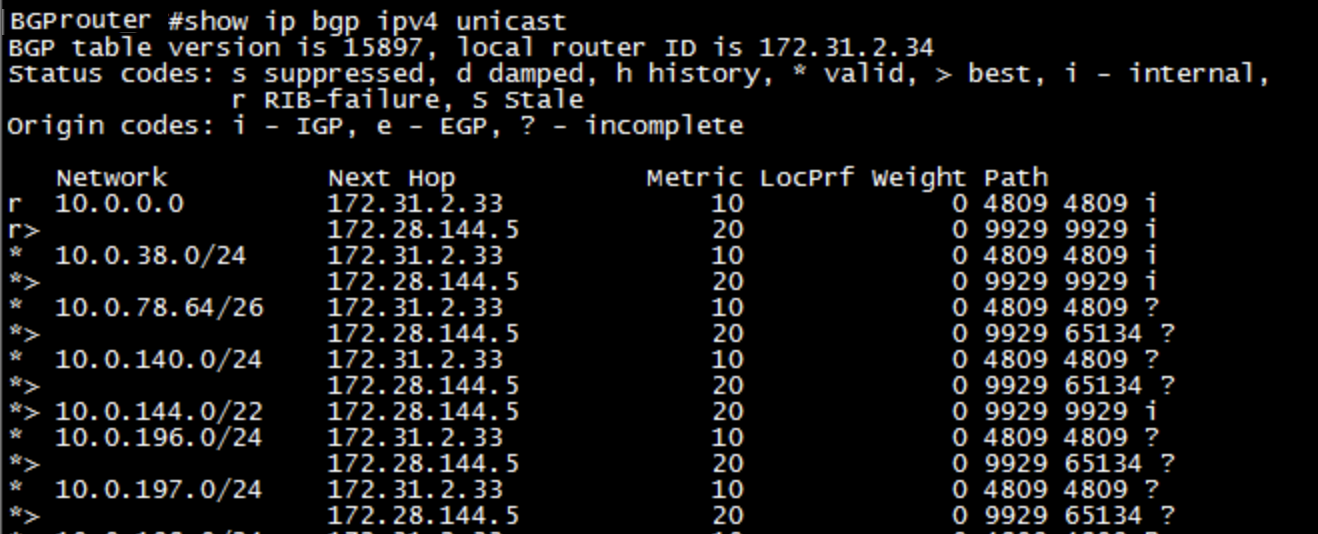 BGProuter #show ip bgp ipv4 unicast
BGP table version is 15897, local router ID is 172.31.2.34
Status codes: s suppressed, d damped, h history, * valid, > best, i - internal,
              r RIB-failure, S Stale
Origin codes: i - IGP, e - EGP, ? - incomplete

   Network          Next Hop            Metric LocPrf Weight Path
r  10.0.0.0         172.31.2.33             10             0 4809 4809 i
r>                  172.28.144.5            20             0 9929 9929 i
*  10.0.38.0/24     172.31.2.33             10             0 4809 4809 i
*>                  172.28.144.5            20             0 9929 9929 i
*  10.0.78.64/26    172.31.2.33             10             0 4809 4809 ?
*>                  172.28.144.5            20             0 9929 65134 ?
*  10.0.140.0/24    172.31.2.33             10             0 4809 4809 ?
*>                  172.28.144.5            20             0 9929 65134 ?
*> 10.0.144.0/22    172.28.144.5            20             0 9929 9929 i
*  10.0.196.0/24    172.31.2.33             10             0 4809 4809 ?
*>                  172.28.144.5            20             0 9929 65134 ?
*  10.0.197.0/24    172.31.2.33             10             0 4809 4809 ?
*>                  172.28.144.5            20             0 9929 65134 ?